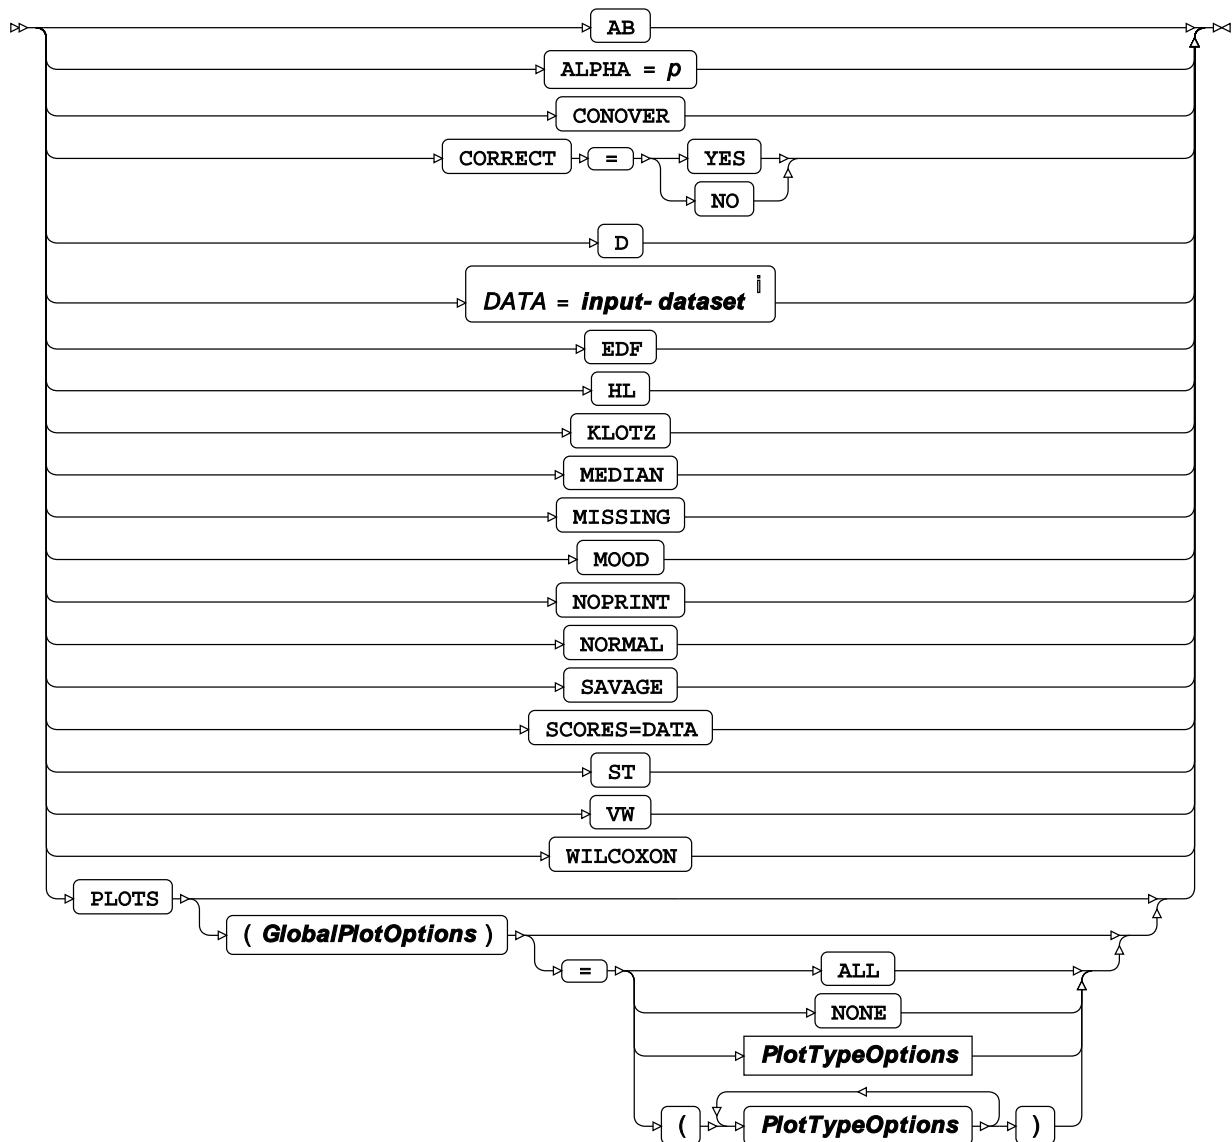 AB
ALPHA = p
CONOVER
CORRECT = YES
NO
D
DATA = input- dataset i
EDF
HL
KLOTZ
MEDIAN
MISSING
MOOD
NOPRINT
NORMAL
SAVAGE
SCORES=DATA
ST
VW
WILCOXON
PLOTS
( GlobalPlotOptions )
= ALL
NONE
PlotTypeOptions
( PlotTypeOptions )